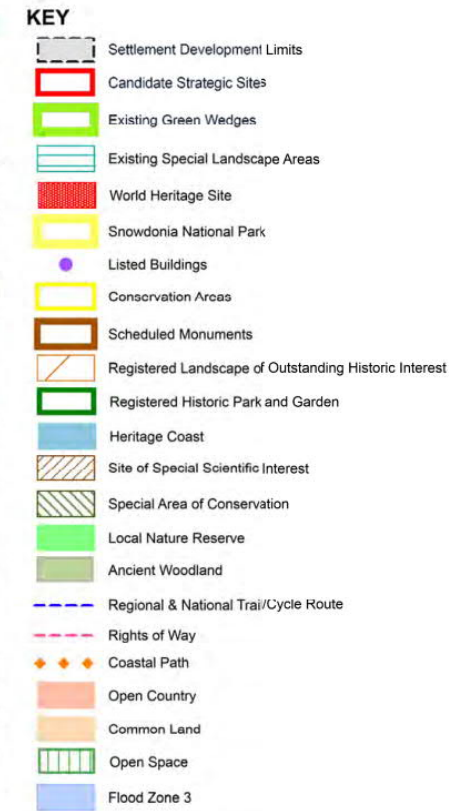 KEY
Settlement Development Limits
Candidate Strategic Sites
Existing Green Wedges
Existing Special Landscape Areas
World Heritage Site
Snowdonia National Park
Listed Buildings
Conservation Areas
Scheduled Monuments
Registered Landscape of Outstanding Historic Interest
Registered Historic Park and Garden
Heritage Coast
Site of Special Scientific Interest
Special Area of Conservation
Local Nature Reserve
Ancient Woodland
Regional & National Trail/Cycle Route
Rights of Way
Coastal Path
Open Country
Common Land
Open Space
Flood Zone 3